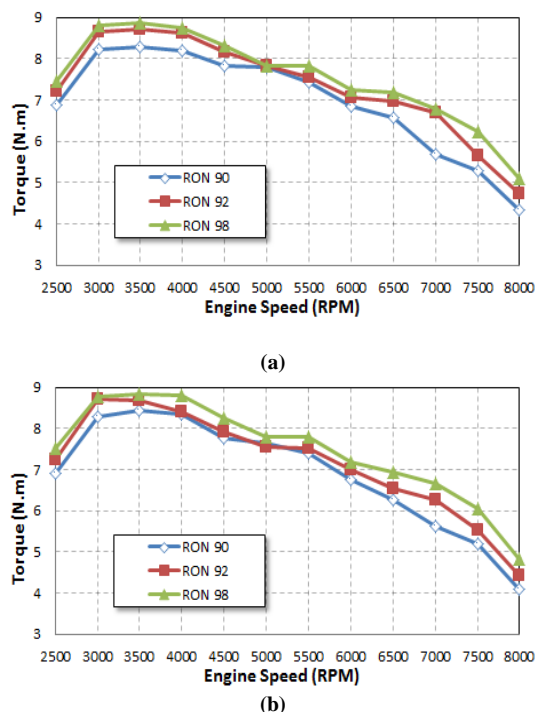 9
8
7
6
5
4
3
Torque (N.m)
RON 90
RON 92
RON 98
2500 3000 3500 4000 4500 5000 5500 6000 6500 7000 7500 8000
Engine Speed (RPM)
(a)
9
8
7
6
5
4
3
Torque (N.m)
RON 90
RON 92
RON 98
2500 3000 3500 4000 4500 5000 5500 6000 6500 7000 7500 8000
Engine Speed (RPM)
(b)